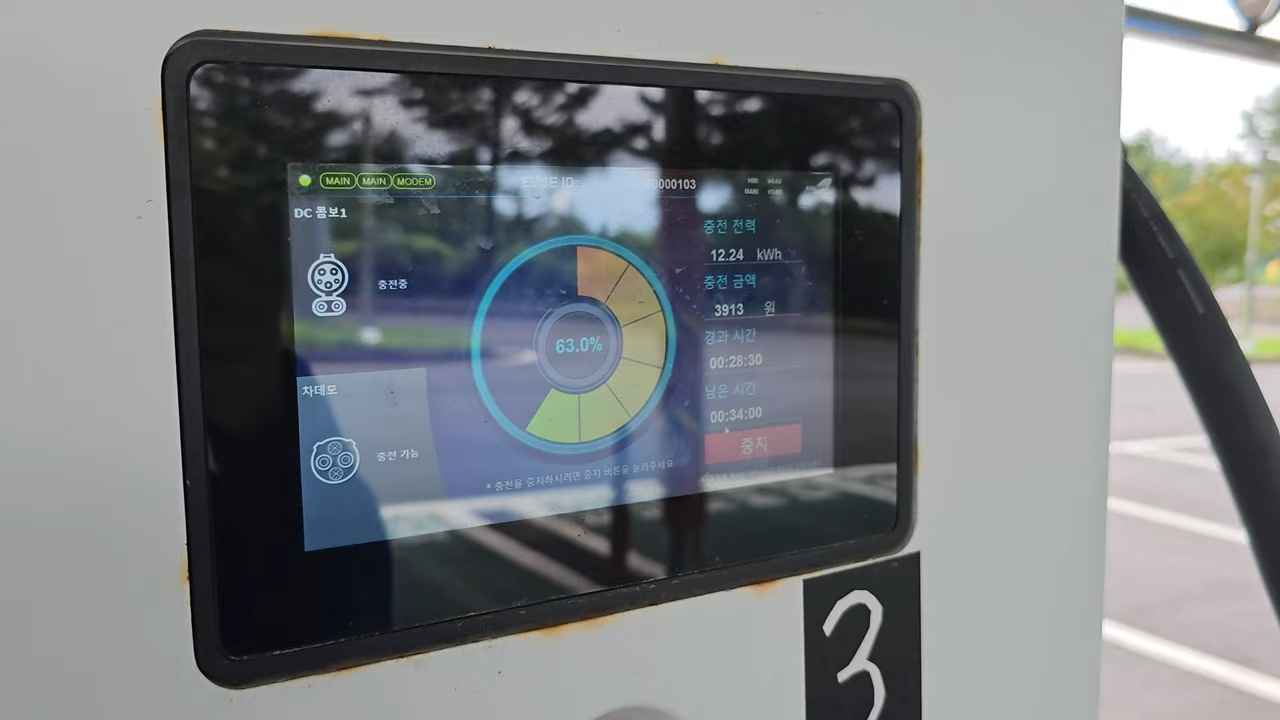 MAIN MAIN MODEM
EVSE ID: 0000103
DC 콤보1
충전중
차데모
충전 가능
63.0%
* 충전을 중지하시려면 중지 버튼을 눌러주세요
충전 전력
12.24 kWh
충전 금액
3913 원
경과 시간
00:28:30
남은 시간
00:34:00
중지
3